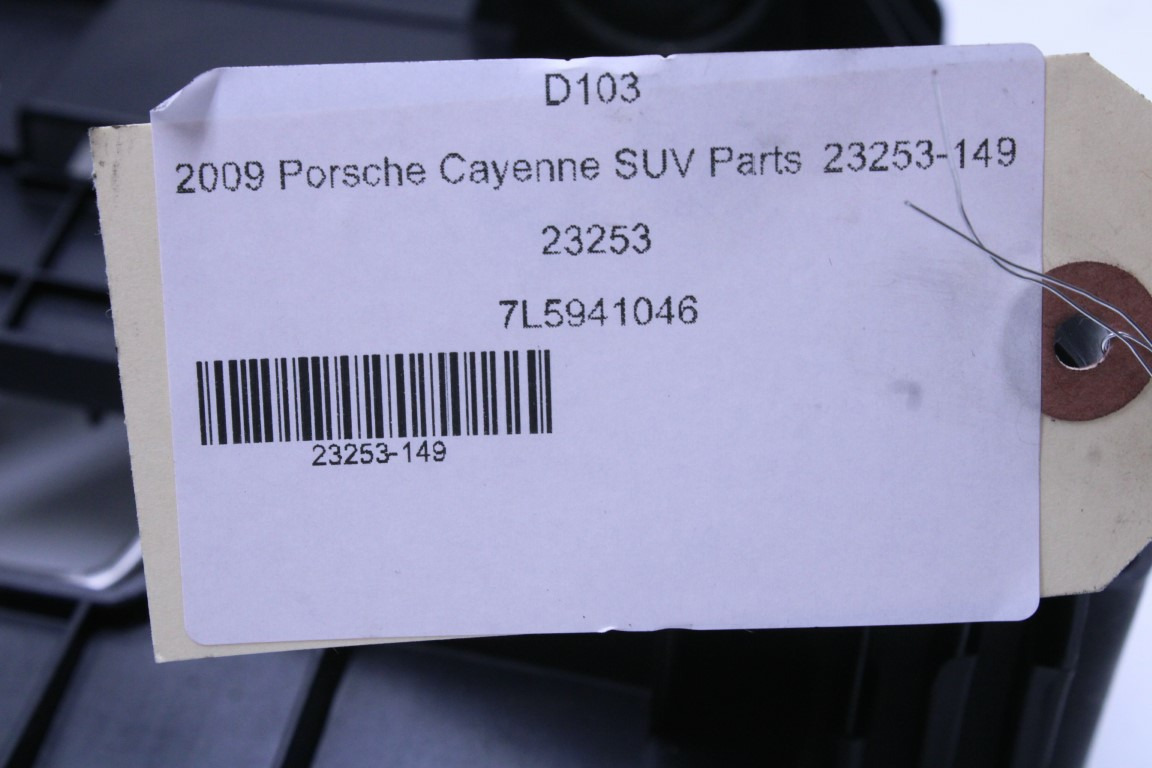 D103
2009 Porsche Cayenne SUV Parts 23253-149
23253
7L5941046
23253-149